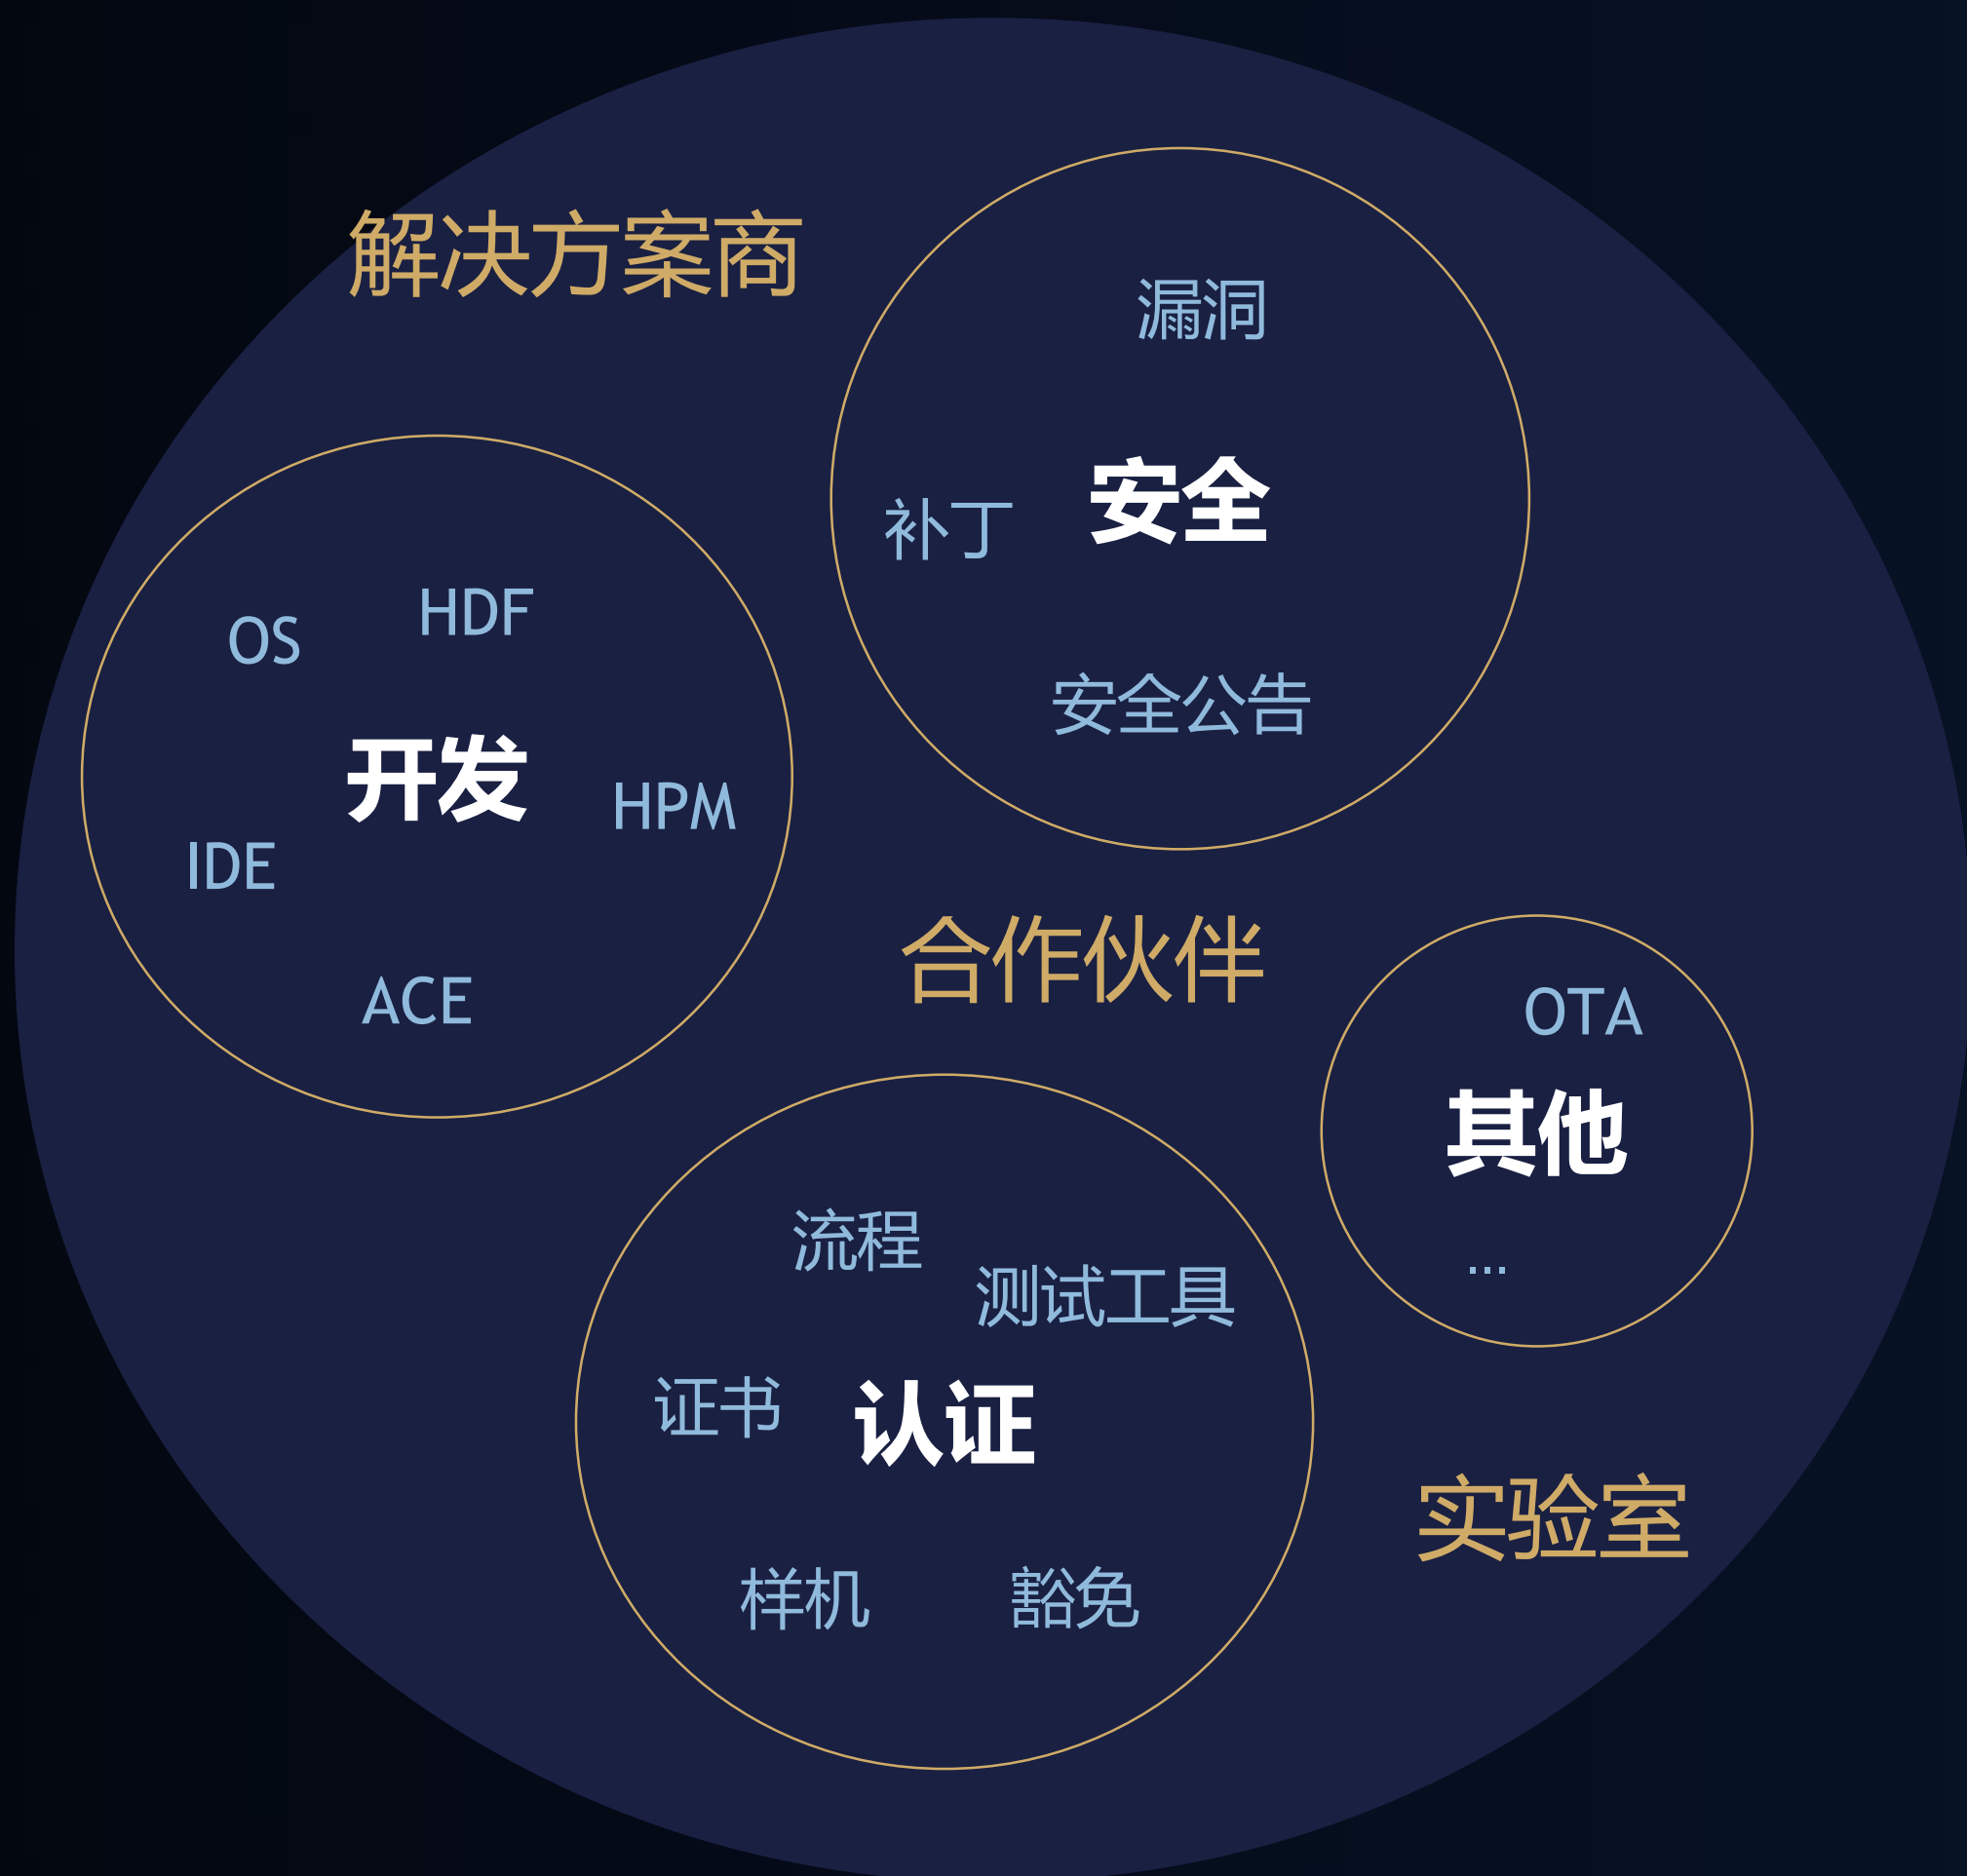 解决方案商
漏洞
安全
补丁
安全公告
HDF
OS
开发
HPM
IDE
ACE
合作伙伴
OTA
其他
...
流程
测试工具
证书
认证
样机
豁免
实验室